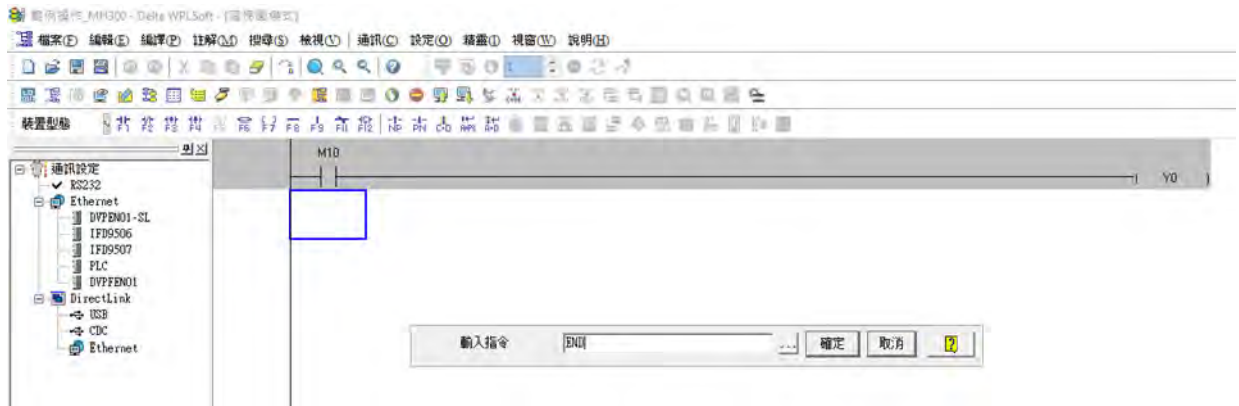 範例操作_MH300 - Delta WPLSoft - [階梯圖模式]
檔案(F) 編輯(E) 編譯(P) 註解(M) 搜尋(S) 檢視(V) 通訊(C) 設定(O) 精靈(I) 視窗(W) 說明(H)
裝置型態
通訊設定
RS232
Ethernet
DVPEN01-SL
IFD9506
IFD9507
PLC
DVPFEN01
DirectLink
USB
CDC
Ethernet
M10
Y0
輸入指令 END ... 確定 取消